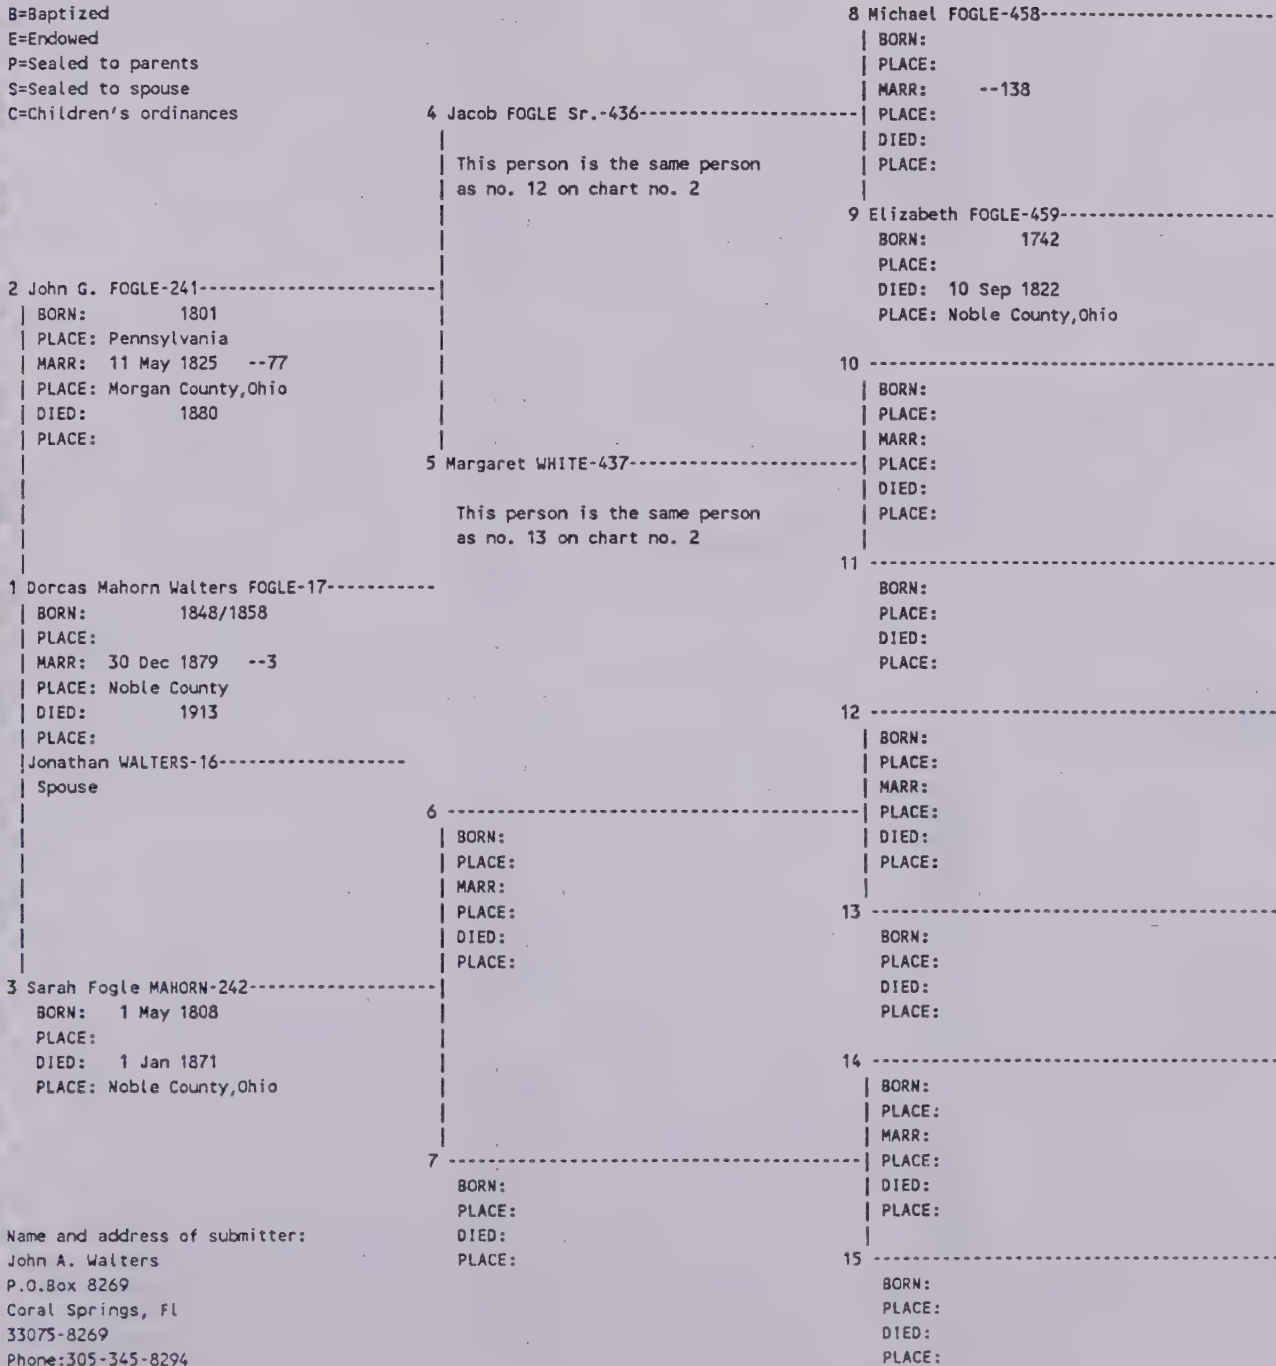 B=Baptized
E=Endowed
P=Sealed to parents
S=Sealed to spouse
C=Children's ordinances
2 John G. FOGLE-241
BORN: 1801
PLACE: Pennsylvania
MARR: 11 May 1825 --77
PLACE: Morgan County,Ohio
DIED: 1880
PLACE:
1 Dorcas Mahorn Walters FOGLE-17
BORN: 1848/1858
PLACE:
MARR: 30 Dec 1879 --3
PLACE: Noble County
DIED: 1913
PLACE:
Jonathan WALTERS-16
Spouse
3 Sarah Fogle MAHORN-242
BORN: 1 May 1808
PLACE:
DIED: 1 Jan 1871
PLACE: Noble County,Ohio
Name and address of submitter:
John A. Walters
P.O.Box 8269
Coral Springs, Fl
33075-8269
Phone:305-345-8294
4 Jacob FOGLE Sr.-436
This person is the same person
as no. 12 on chart no. 2
5 Margaret WHITE-437
This person is the same person
as no. 13 on chart no. 2
6
BORN:
PLACE:
MARR:
PLACE:
DIED:
PLACE:
7
BORN:
PLACE:
DIED:
PLACE:
8 Michael FOGLE-458
BORN:
PLACE:
MARR: --138
PLACE:
DIED:
PLACE:
9 Elizabeth FOGLE-459
BORN: 1742
PLACE:
DIED: 10 Sep 1822
PLACE: Noble County,Ohio
10
BORN:
PLACE:
MARR:
PLACE:
DIED:
PLACE:
11
BORN:
PLACE:
DIED:
PLACE:
12
BORN:
PLACE:
MARR:
PLACE:
DIED:
PLACE:
13
BORN:
PLACE:
DIED:
PLACE:
14
BORN:
PLACE:
MARR:
PLACE:
DIED:
PLACE:
15
BORN:
PLACE:
DIED:
PLACE: